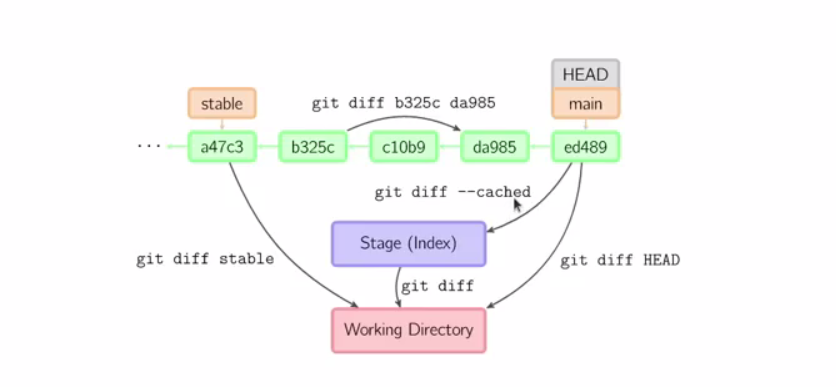 HEAD
stable
git diff b325c da985
main
...
a47c3
b325c
c10b9
da985
ed489
git diff --cached
Stage (Index)
git diff stable
git diff HEAD
git diff
Working Directory